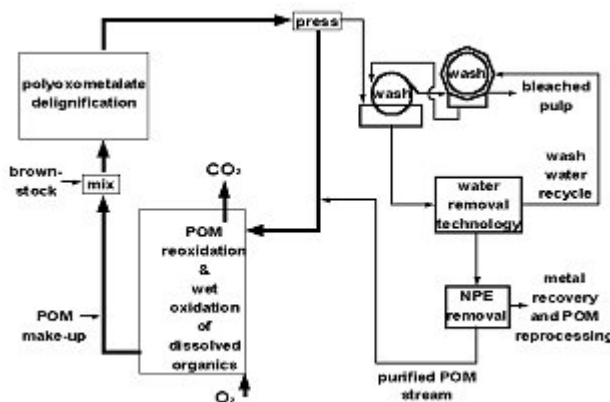 press
polyoxometalate
delignification
wash
wash
bleached
pulp
brown-
stock
mix
CO₂
wash
water
recycle
water
removal
technology
POM
reoxidation
&
wet
oxidation
of
dissolved
organics
POM
make-up
NPE
removal
metal
recovery
and POM
reprocessing
purified POM
stream
O₂